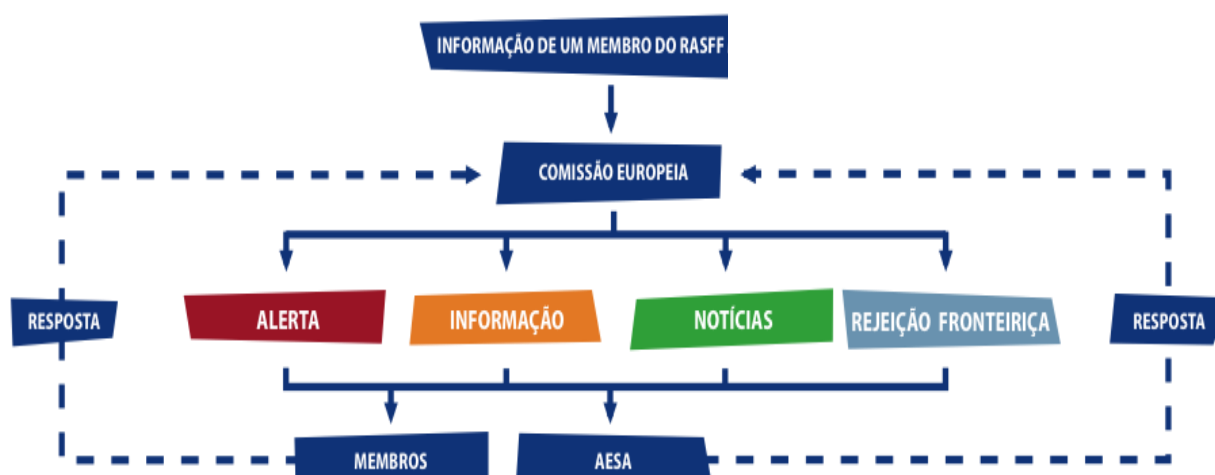 INFORMAÇÃO DE UM MEMBRO DO RASFF
COMISSÃO EUROPEIA
RESPOSTA
ALERTA
INFORMAÇÃO
NOTÍCIAS
REJEIÇÃO FRONTEIRIÇA
RESPOSTA
MEMBROS
AESA